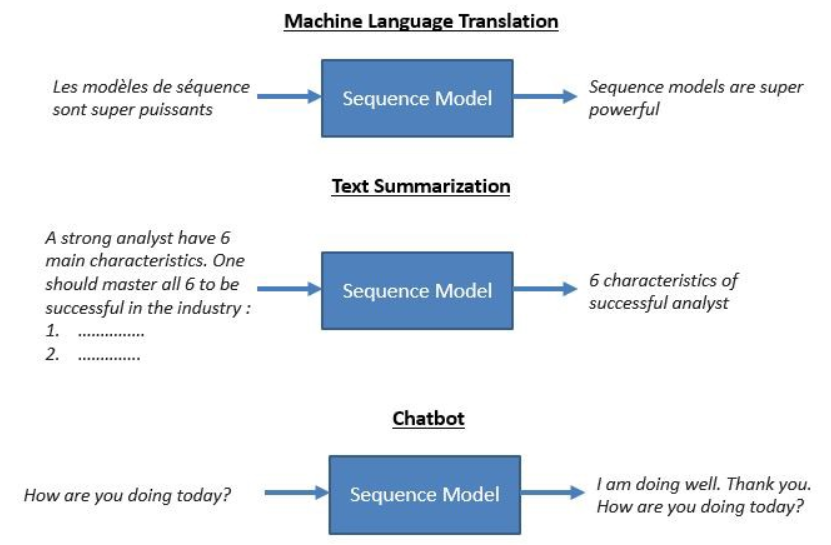 Machine Language Translation
Les modèles de séquence
sont super puissants
Sequence Model
Sequence models are super
powerful
Text Summarization
A strong analyst have 6
main characteristics. One
should master all 6 to be
successful in the industry :
1. ...............
2. ..............
Sequence Model
6 characteristics of
successful analyst
Chatbot
How are you doing today?
Sequence Model
I am doing well. Thank you.
How are you doing today?